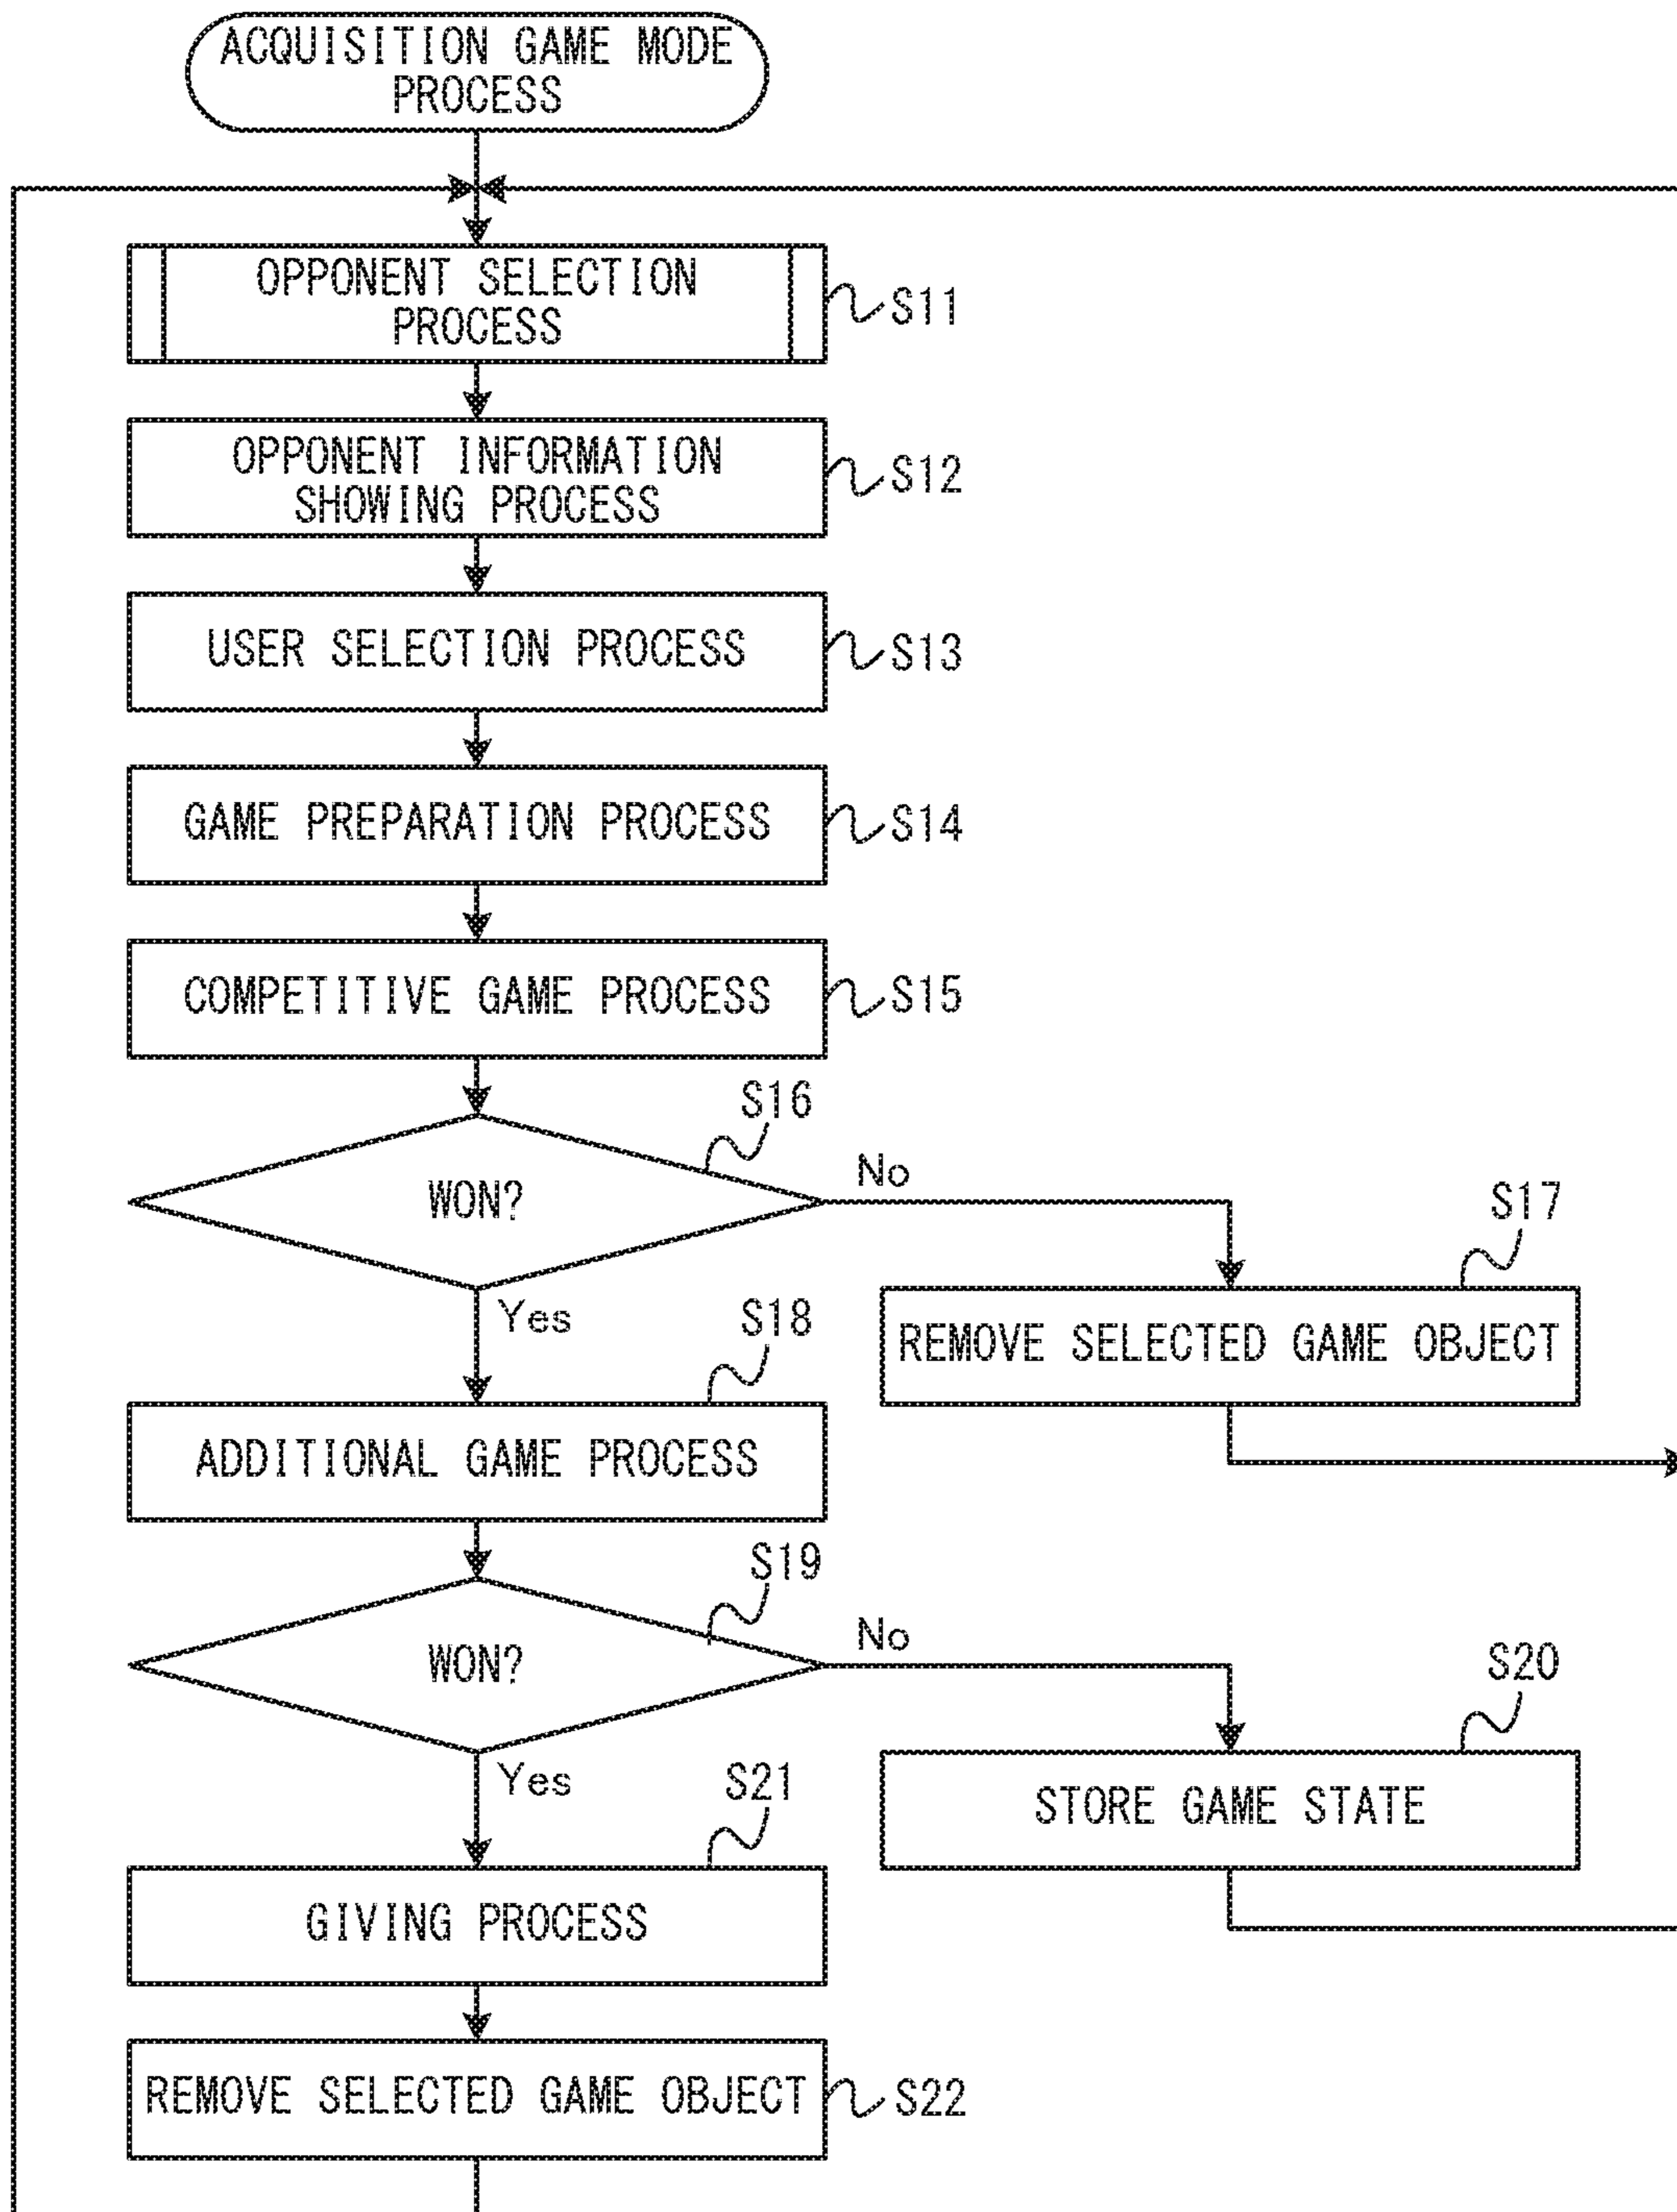 ACQUISITION GAME MODE
PROCESS
OPPONENT SELECTION
PROCESS
S11
OPPONENT INFORMATION
SHOWING PROCESS
S12
USER SELECTION PROCESS
S13
GAME PREPARATION PROCESS
S14
COMPETITIVE GAME PROCESS
S15
S16
WON?
No
Yes
S17
REMOVE SELECTED GAME OBJECT
S18
ADDITIONAL GAME PROCESS
S19
WON?
No
Yes
S20
STORE GAME STATE
S21
GIVING PROCESS
REMOVE SELECTED GAME OBJECT
S22